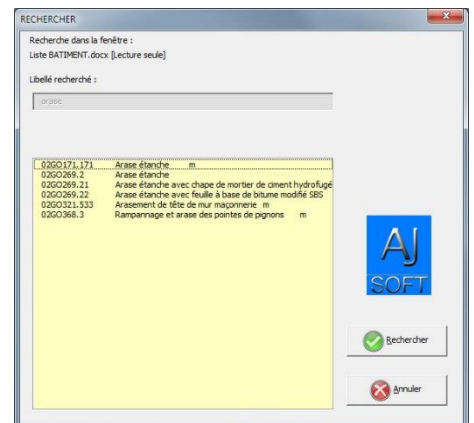 RECHERCHER
Recherche dans la fenêtre :
Liste BATIMENT.docx [Lecture seule]
Libellé recherché :
arase
02GO171.171 Arase étanche m
02GO269.2 Arase étanche
02GO269.21 Arase étanche avec chape de mortier de ciment hydrofugé
02GO269.22 Arase étanche avec feuille à base de bitume modifié SBS
02GO321.533 Arasement de tête de mur maçonnerie m
02GO368.3 Rampannage et arase des pointes de pignons m
AJ
SOFT
Rechercher
Annuler